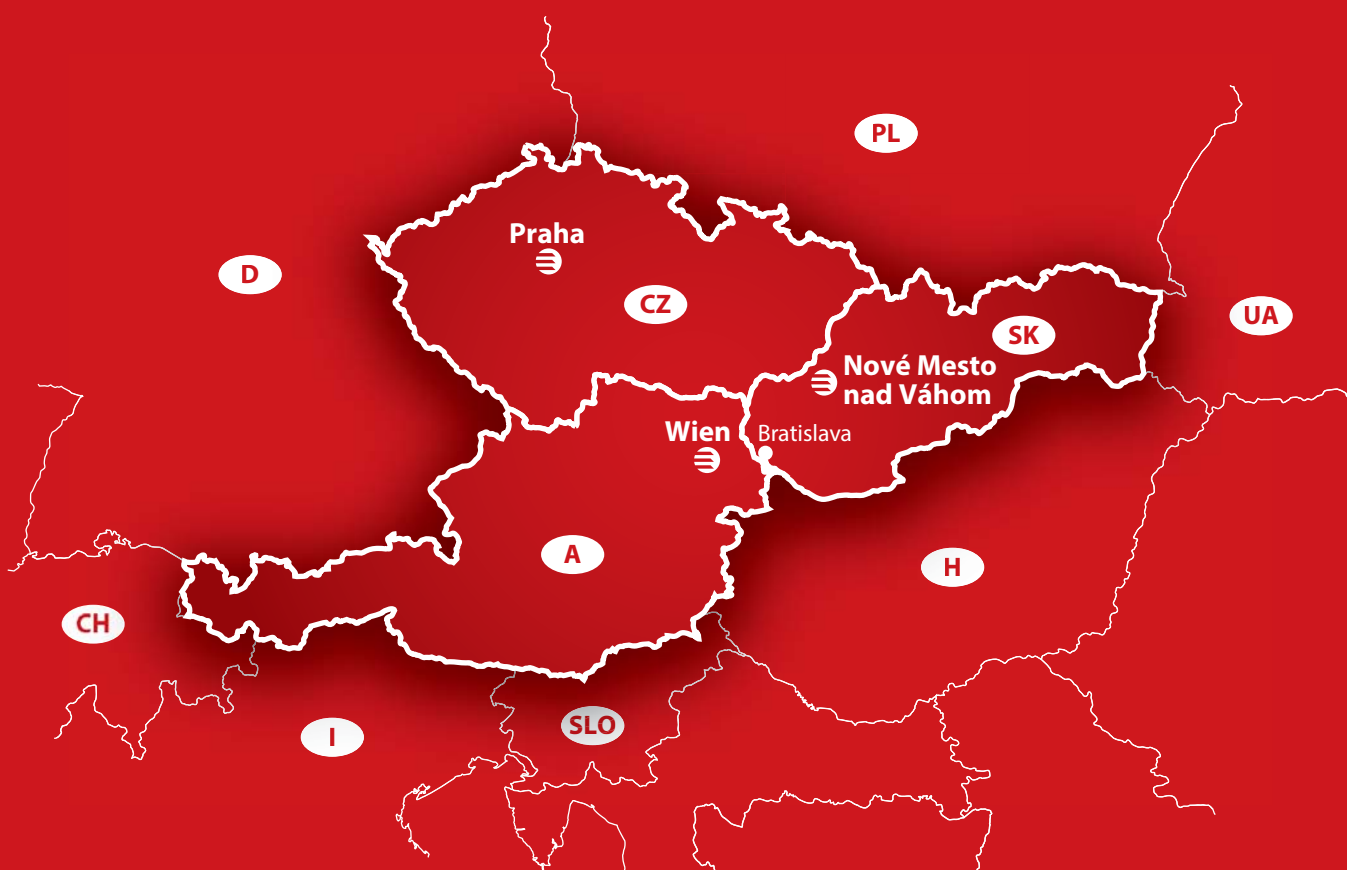 PL
Praha
D
CZ
UA
SK
Nové Mesto
nad Váhom
Wien
Bratislava
A
H
CH
SLO
I